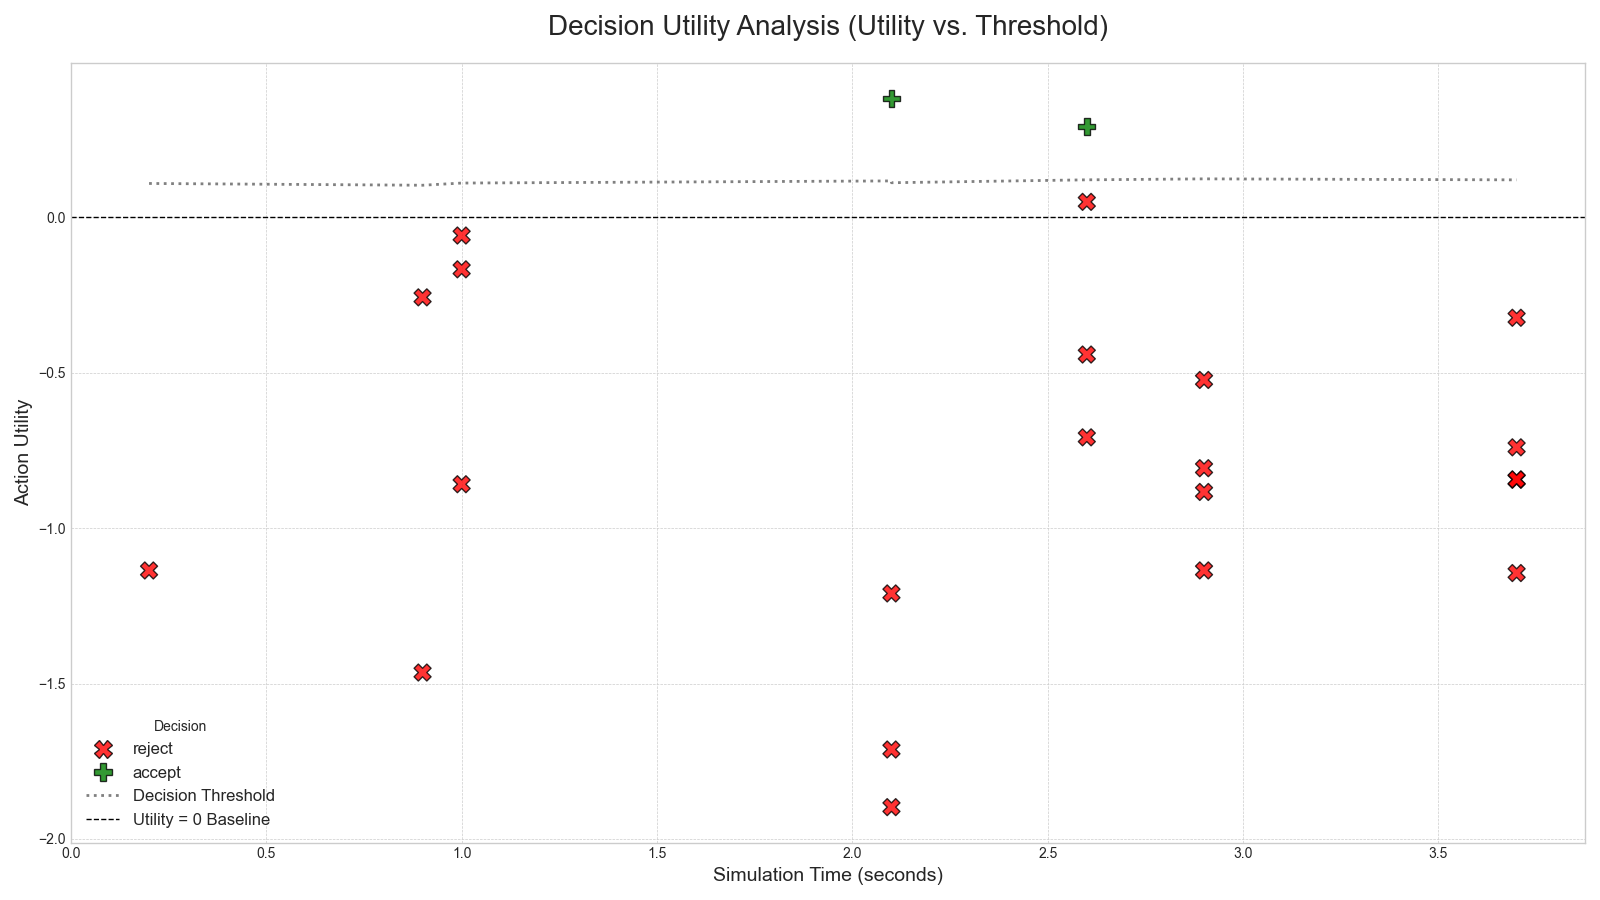 Decision Utility Analysis (Utility vs. Threshold)
Action Utility
0.0
−0.5
−1.0
−1.5
−2.0
Decision
reject
accept
Decision Threshold
Utility = 0 Baseline
0.0 0.5 1.0 1.5 2.0 2.5 3.0 3.5
Simulation Time (seconds)